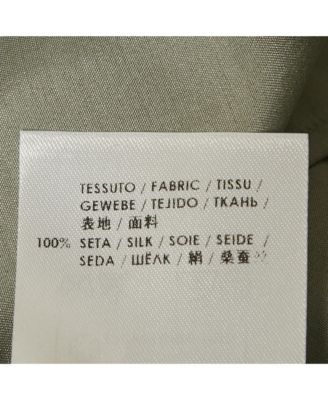 TESSUTO / FABRIC / TISSU /
GEWEBE / TEJIDO / ТКАНЬ /
表地 / 面料
100% SETA / SILK / SOIE / SEIDE /
SEDA / ШЁЛК / 絹 / 桑蚕